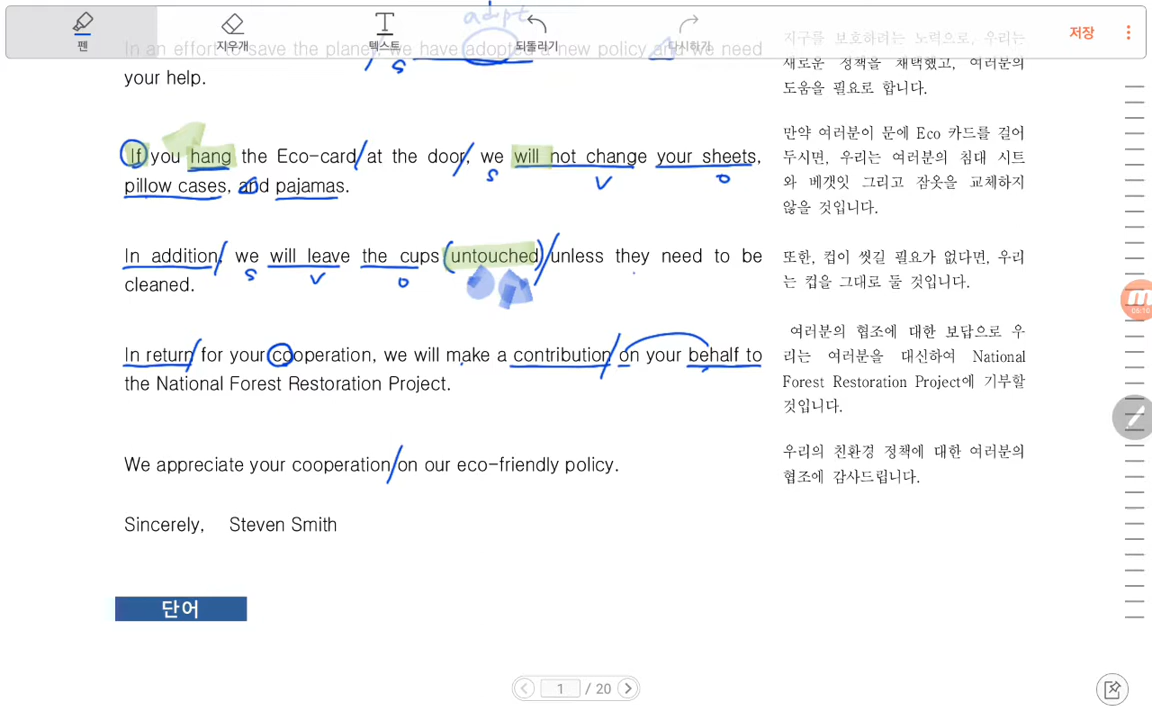 펜
지우개
텍스트
되돌리기
다시하기
저장
adpt
In an effort save the planet, we have adopted a new policy and we need
your help.
If you hang the Eco-card/at the door, we will not change your sheets,
S V O
pillow cases, and pajamas.
In addition, we will leave the cups (untouched) unless they need to be
S V O
cleaned.
In return for your cooperation, we will make a contribution on your behalf to
the National Forest Restoration Project.
We appreciate your cooperation/on our eco-friendly policy.
Sincerely, Steven Smith
단어
지구를 보호하려는 노력으로, 우리는
새로운 정책을 채택했고, 여러분의
도움을 필요로 합니다.
만약 여러분이 문에 Eco 카드를 걸어
두시면, 우리는 여러분의 침대 시트
와 베갯잇 그리고 잠옷을 교체하지
않을 것입니다.
또한, 컵이 씻길 필요가 없다면, 우리
는 컵을 그대로 둘 것입니다.
여러분의 협조에 대한 보답으로 우
리는 여러분을 대신하여 National
Forest Restoration Project에 기부할
것입니다.
우리의 친환경 정책에 대한 여러분의
협조에 감사드립니다.
06:10
1 / 20